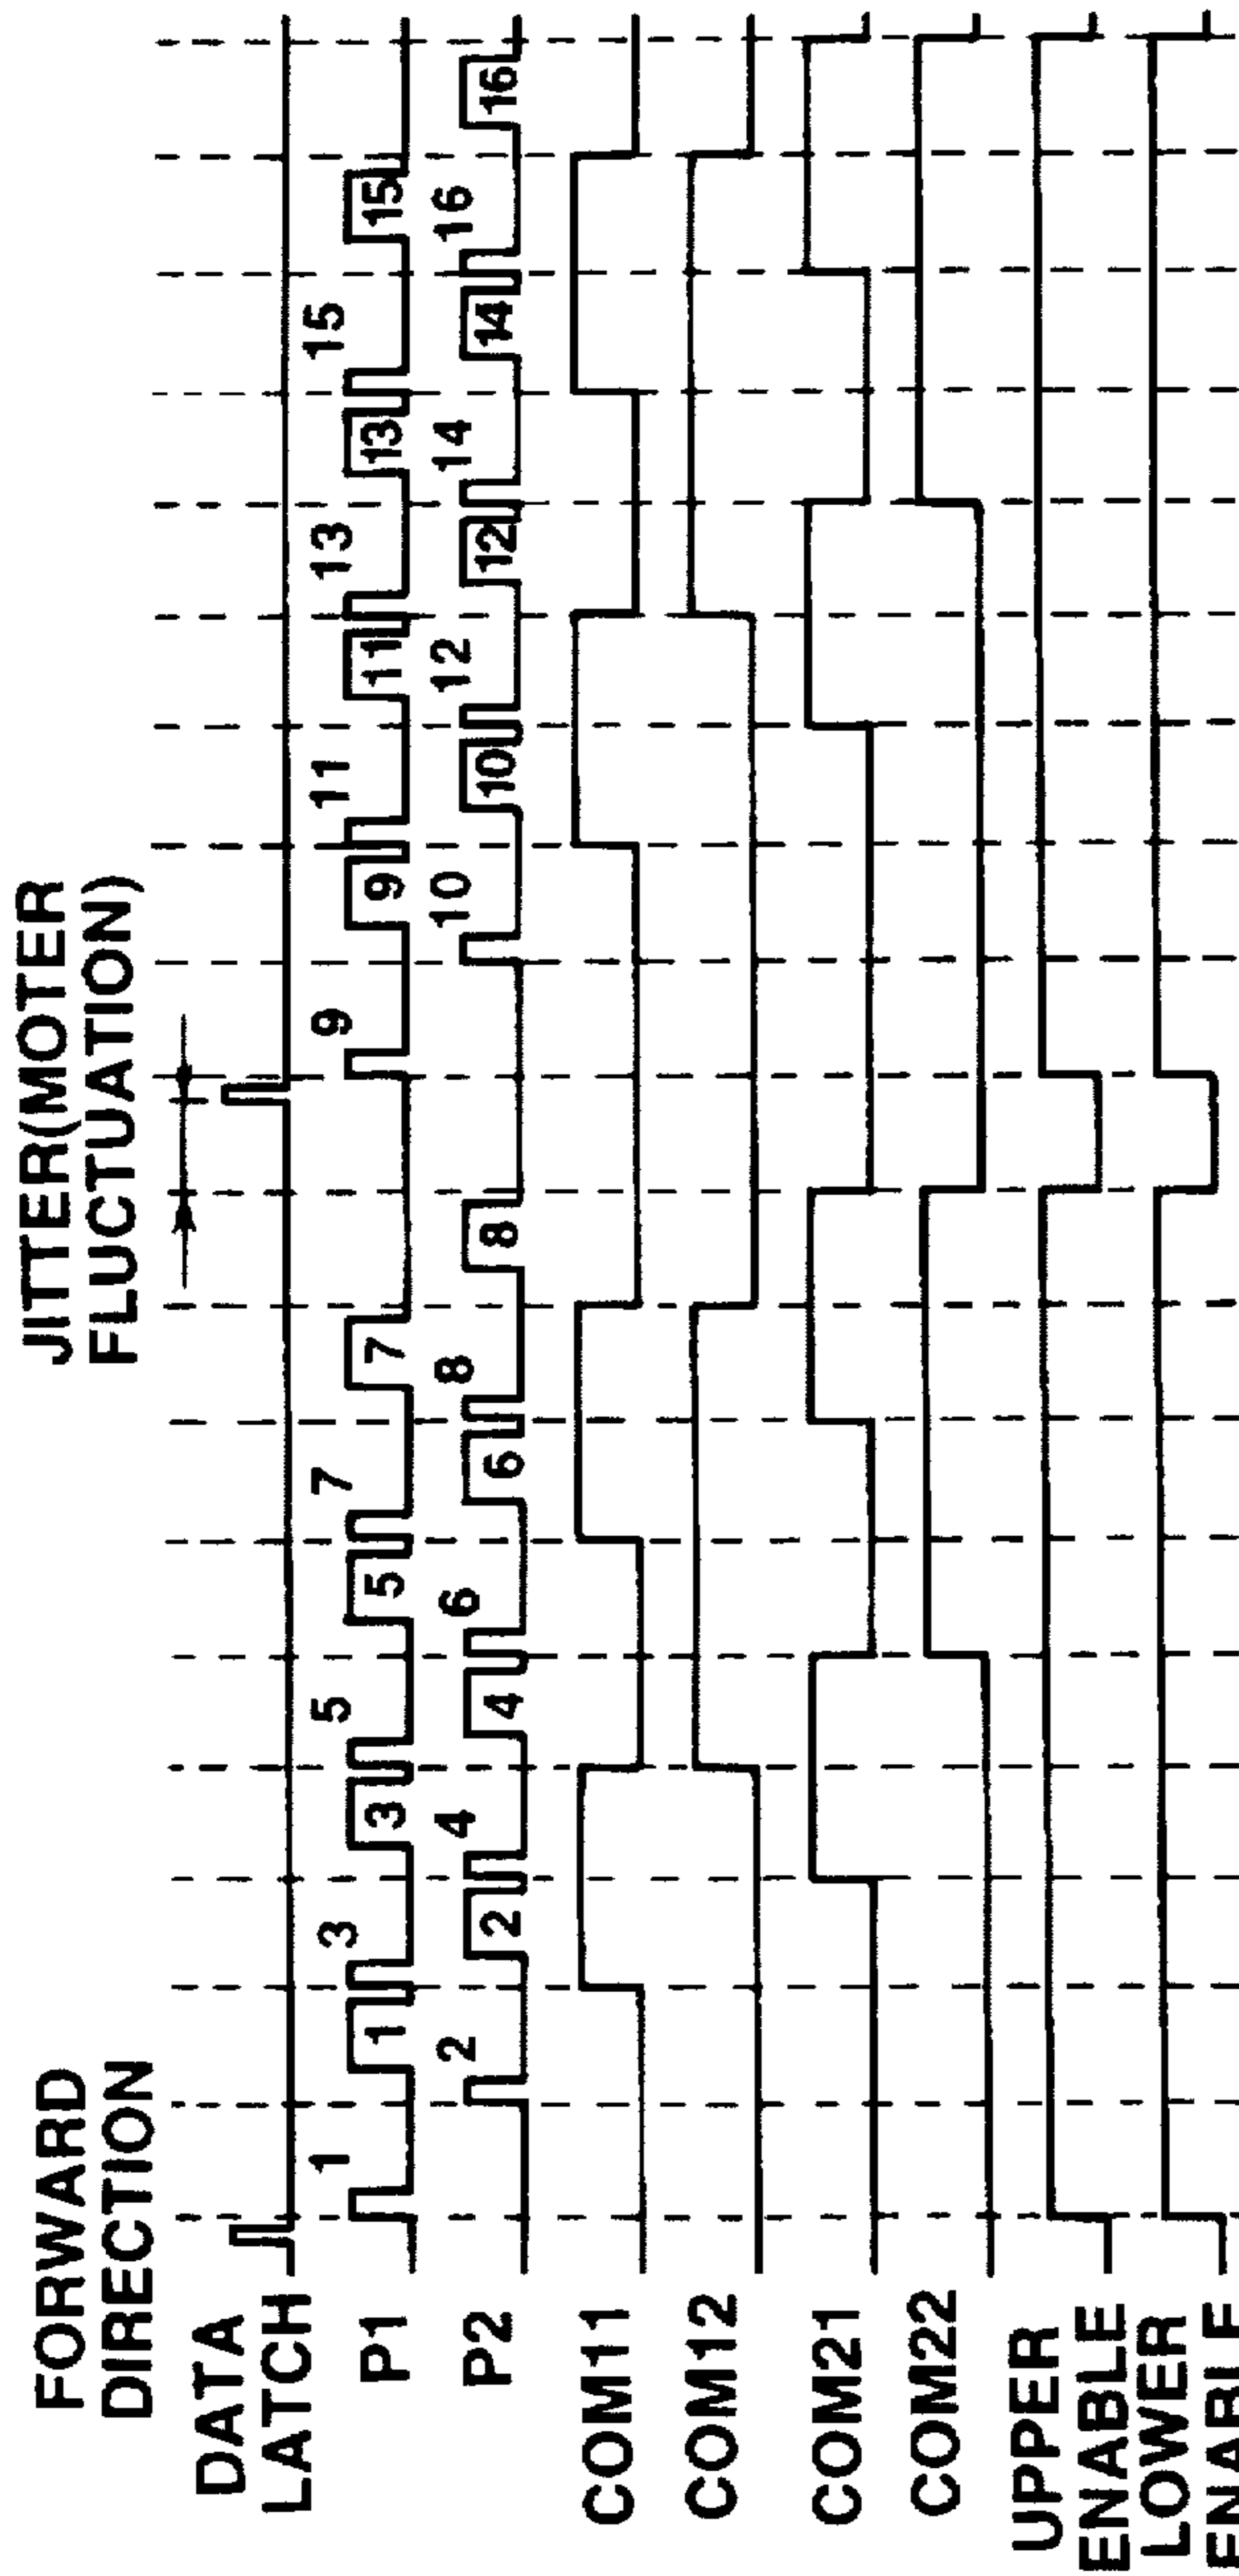 FORWARD
DIRECTION
JITTER(MOTER
FLUCTUATION)
DATA
LATCH
P1
1 1 3 3 5 5 7 7 9 9 11 11 13 13 15 15
P2
2 2 4 4 6 6 8 8 10 10 12 12 14 14 16 16
COM11
COM12
COM21
COM22
UPPER
ENABLE
LOWER
ENABLE